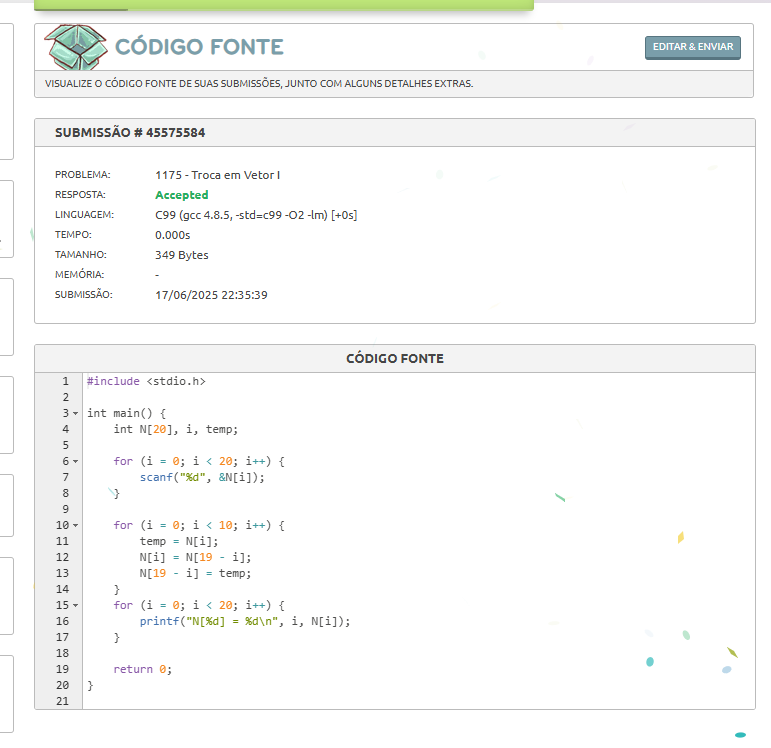 CÓDIGO FONTE
EDITAR & ENVIAR
VISUALIZE O CÓDIGO FONTE DE SUAS SUBMISSÕES, JUNTO COM ALGUNS DETALHES EXTRAS.
SUBMISSÃO # 45575584
PROBLEMA: 1175 - Troca em Vetor I
RESPOSTA: Accepted
LINGUAGEM: C99 (gcc 4.8.5, -std=c99 -O2 -lm) [+0s]
TEMPO: 0.000s
TAMANHO: 349 Bytes
MEMÓRIA: -
SUBMISSÃO: 17/06/2025 22:35:39
CÓDIGO FONTE
1 #include <stdio.h>
2
3 int main() {
4     int N[20], i, temp;
5
6     for (i = 0; i < 20; i++) {
7         scanf("%d", &N[i]);
8     }
9
10     for (i = 0; i < 10; i++) {
11         temp = N[i];
12         N[i] = N[19 - i];
13         N[19 - i] = temp;
14     }
15     for (i = 0; i < 20; i++) {
16         printf("N[%d] = %d\n", i, N[i]);
17     }
18
19     return 0;
20 }
21